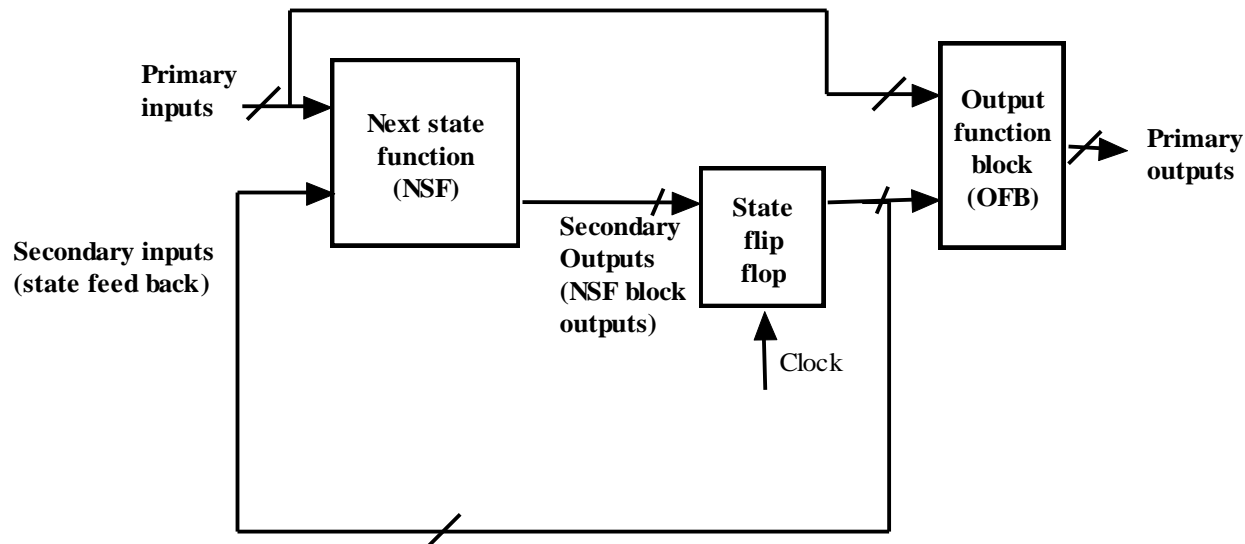 Primary
inputs
Next state
function
(NSF)
Output
function
block
(OFB)
Primary
outputs
Secondary inputs
(state feed back)
Secondary
Outputs
(NSF block
outputs)
State
flip
flop
Clock